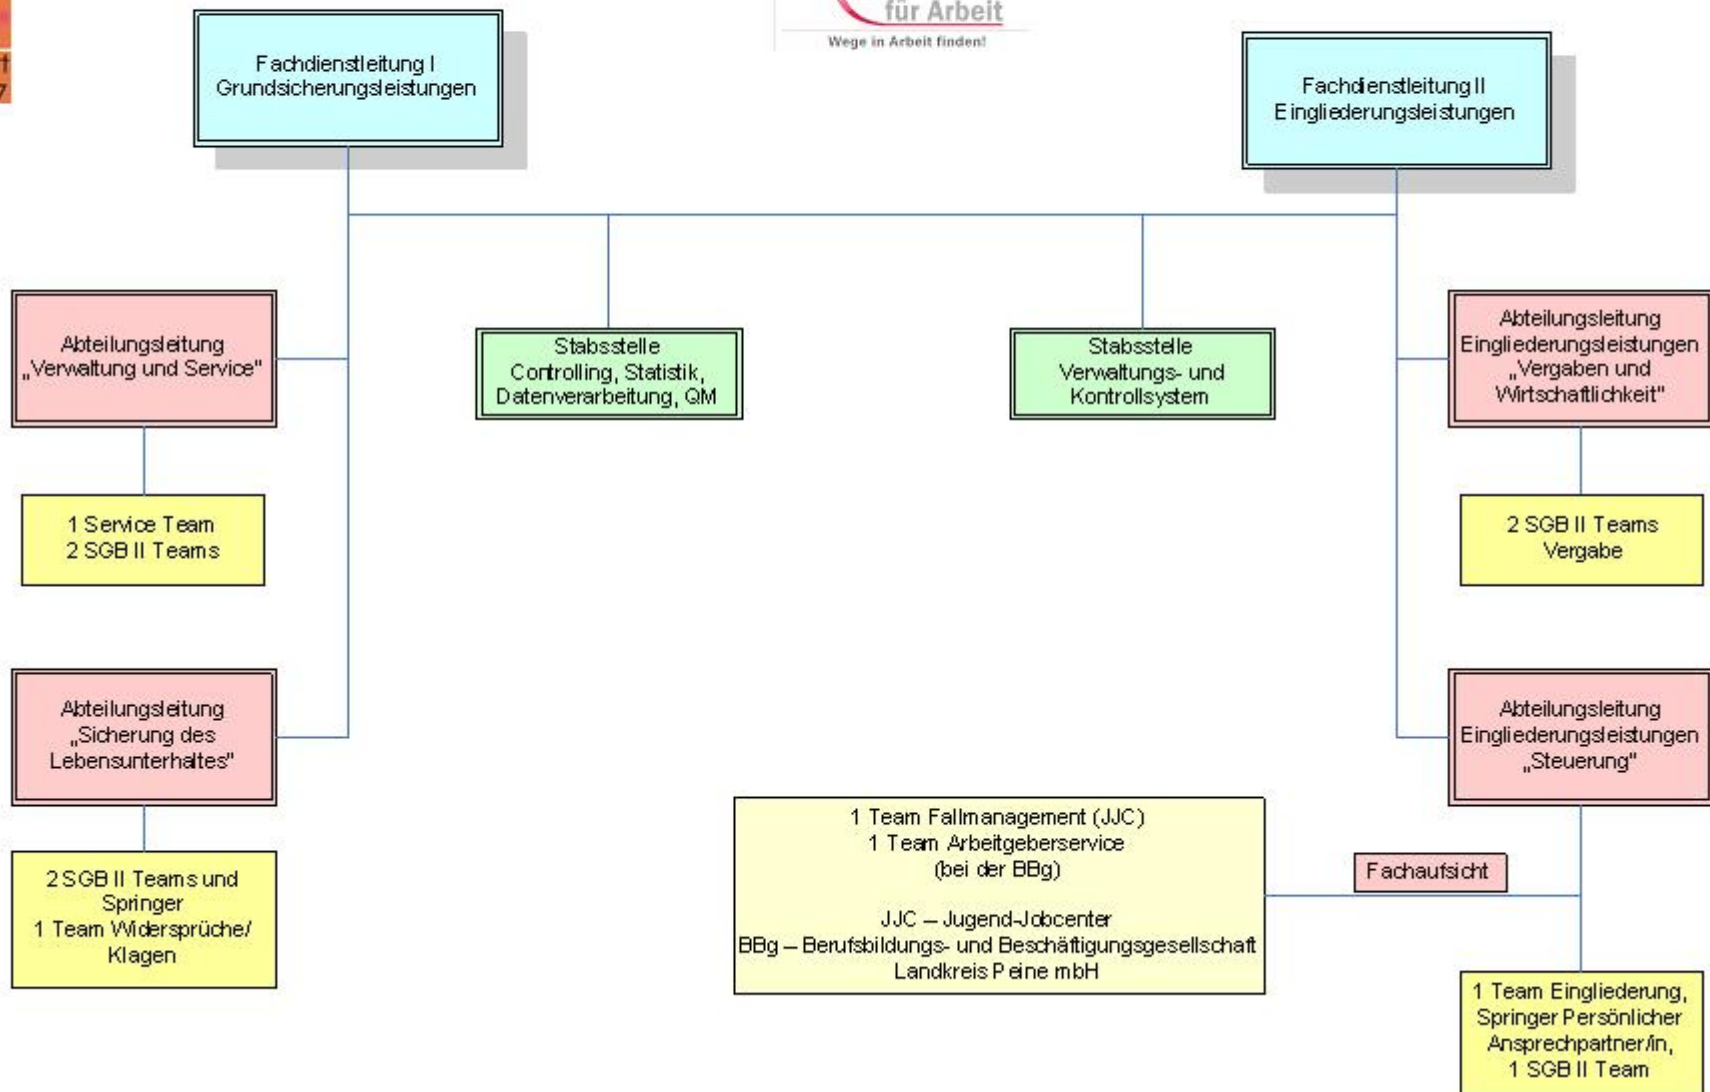 für Arbeit
Wege in Arbeit finden!
Fachdienstleitung I
Grundsicherungsleistungen
Fachdienstleitung II
Eingliederungsleistungen
Abteilungsleitung
„Verwaltung und Service"
Stabsstelle
Controlling, Statistik,
Datenverarbeitung, QM
Stabsstelle
Verwaltungs- und
Kontrollsystem
Abteilungsleitung
Eingliederungsleistungen
„Vergaben und
Wirtschaftlichkeit"
1 Service Team
2 SGB II Teams
2 SGB II Teams
Vergabe
Abteilungsleitung
„Sicherung des
Lebensunterhaltes"
Abteilungsleitung
Eingliederungsleistungen
„Steuerung"
2 SGB II Teams und
Springer
1 Team Widersprüche/
Klagen
1 Team Fallmanagement (JJC)
1 Team Arbeitgeberservice
(bei der BBg)
JJC – Jugend-Jobcenter
BBg – Berufsbildungs- und Beschäftigungsgesellschaft
Landkreis Peine mbH
Fachaufsicht
1 Team Eingliederung,
Springer Persönlicher
Ansprechpartner/in,
1 SGB II Team